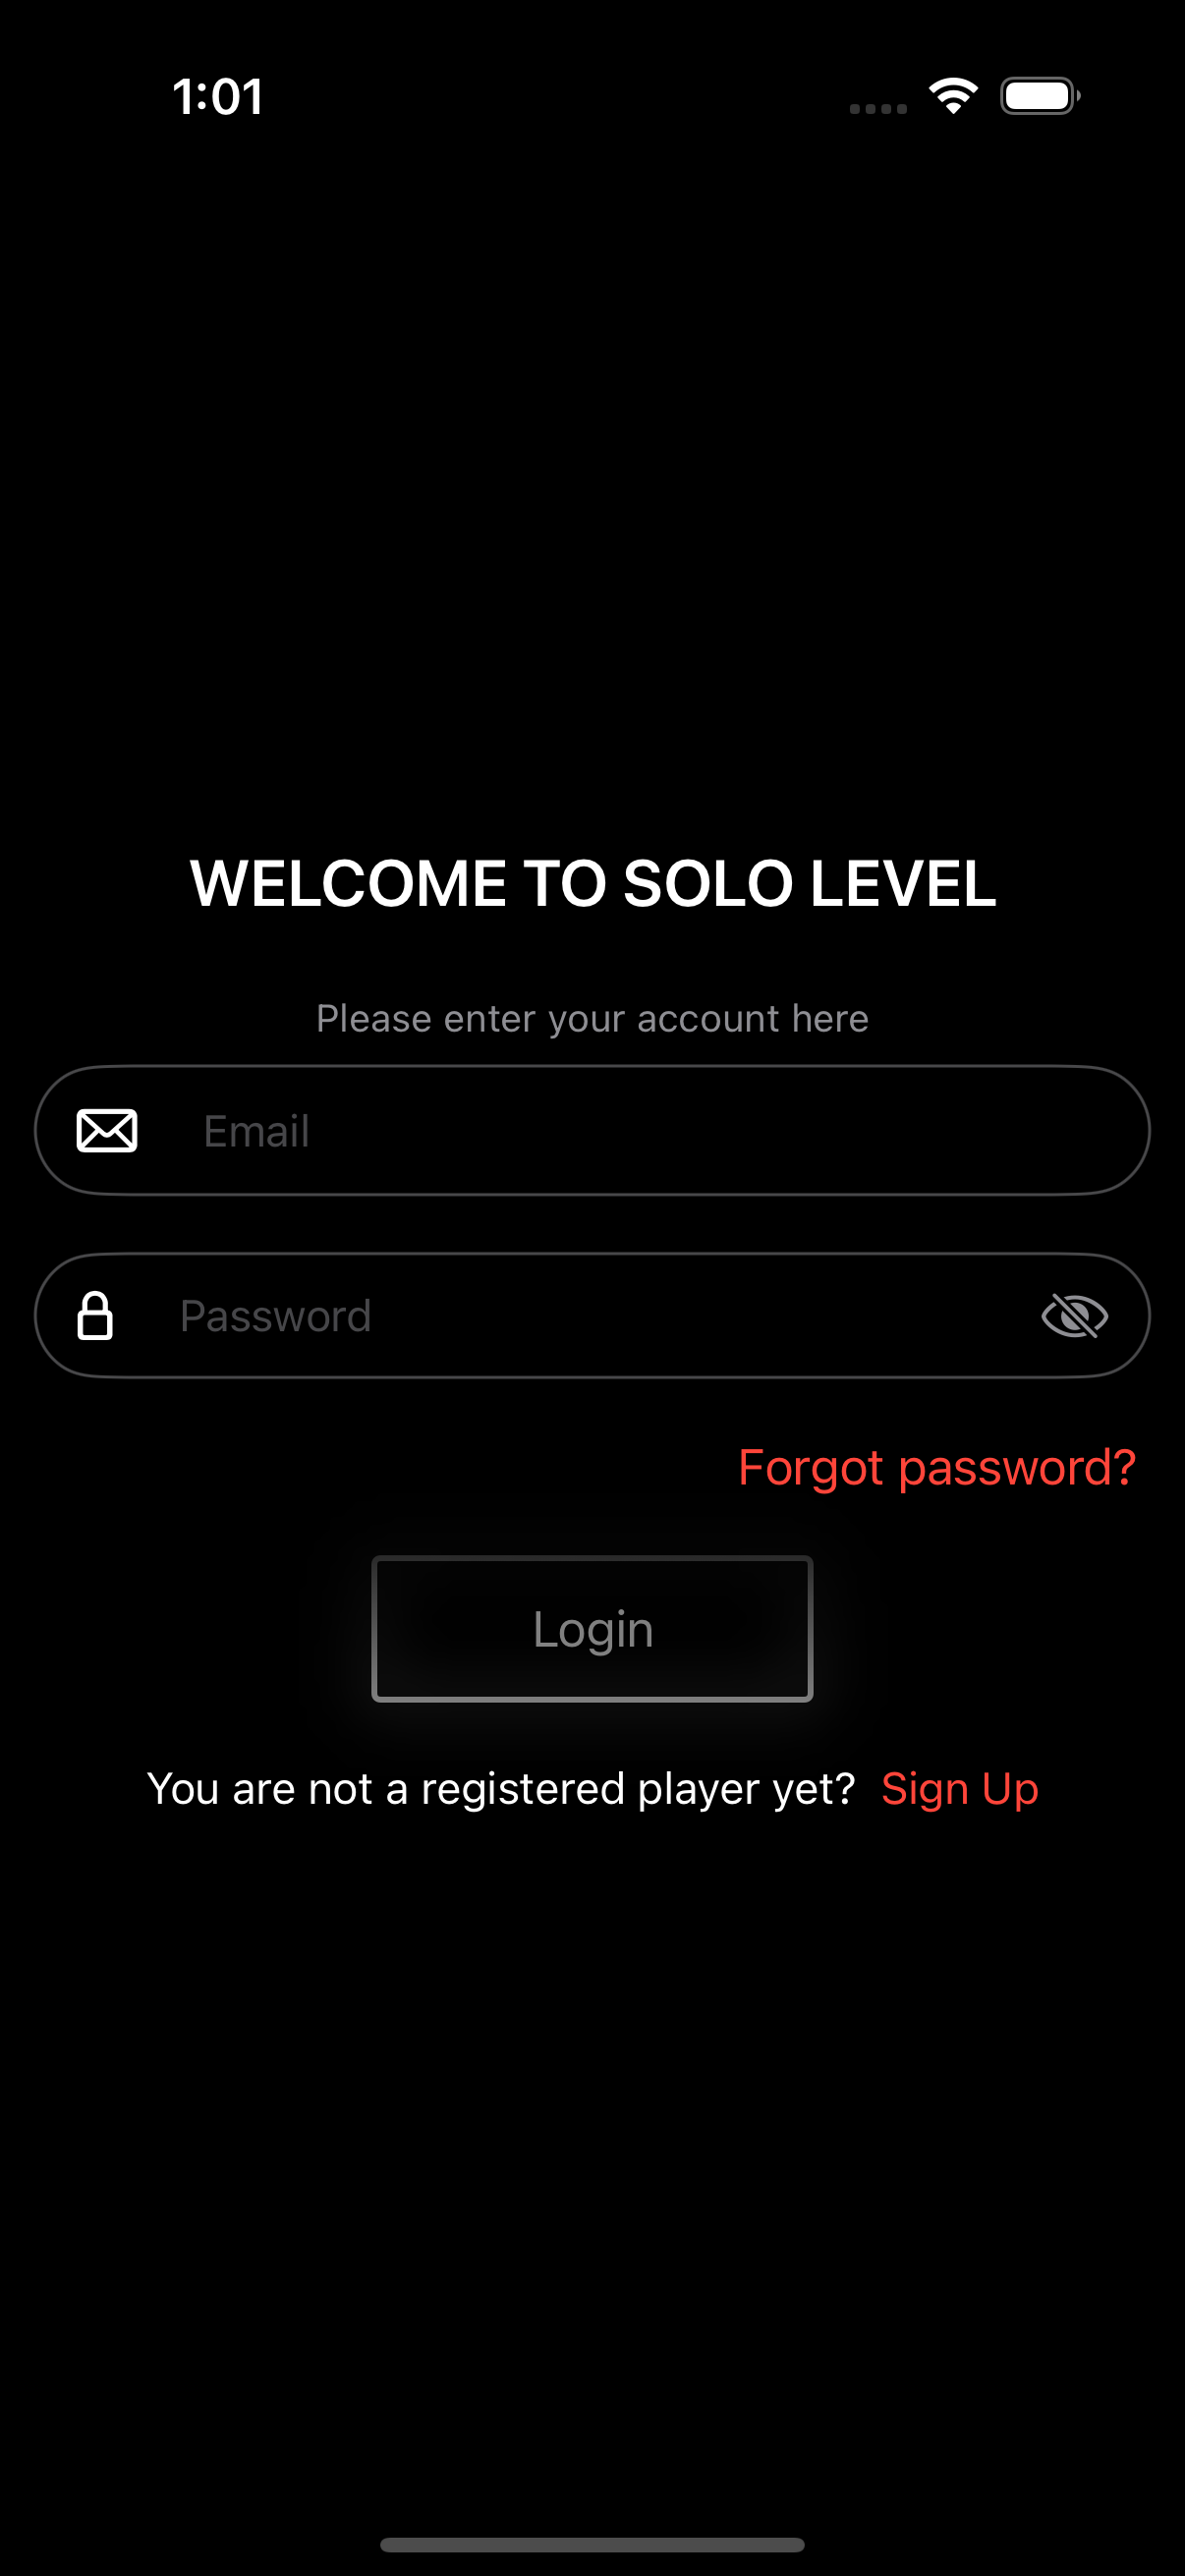 1:01
WELCOME TO SOLO LEVEL
Please enter your account here
Email
Password
Forgot password?
Login
You are not a registered player yet? Sign Up